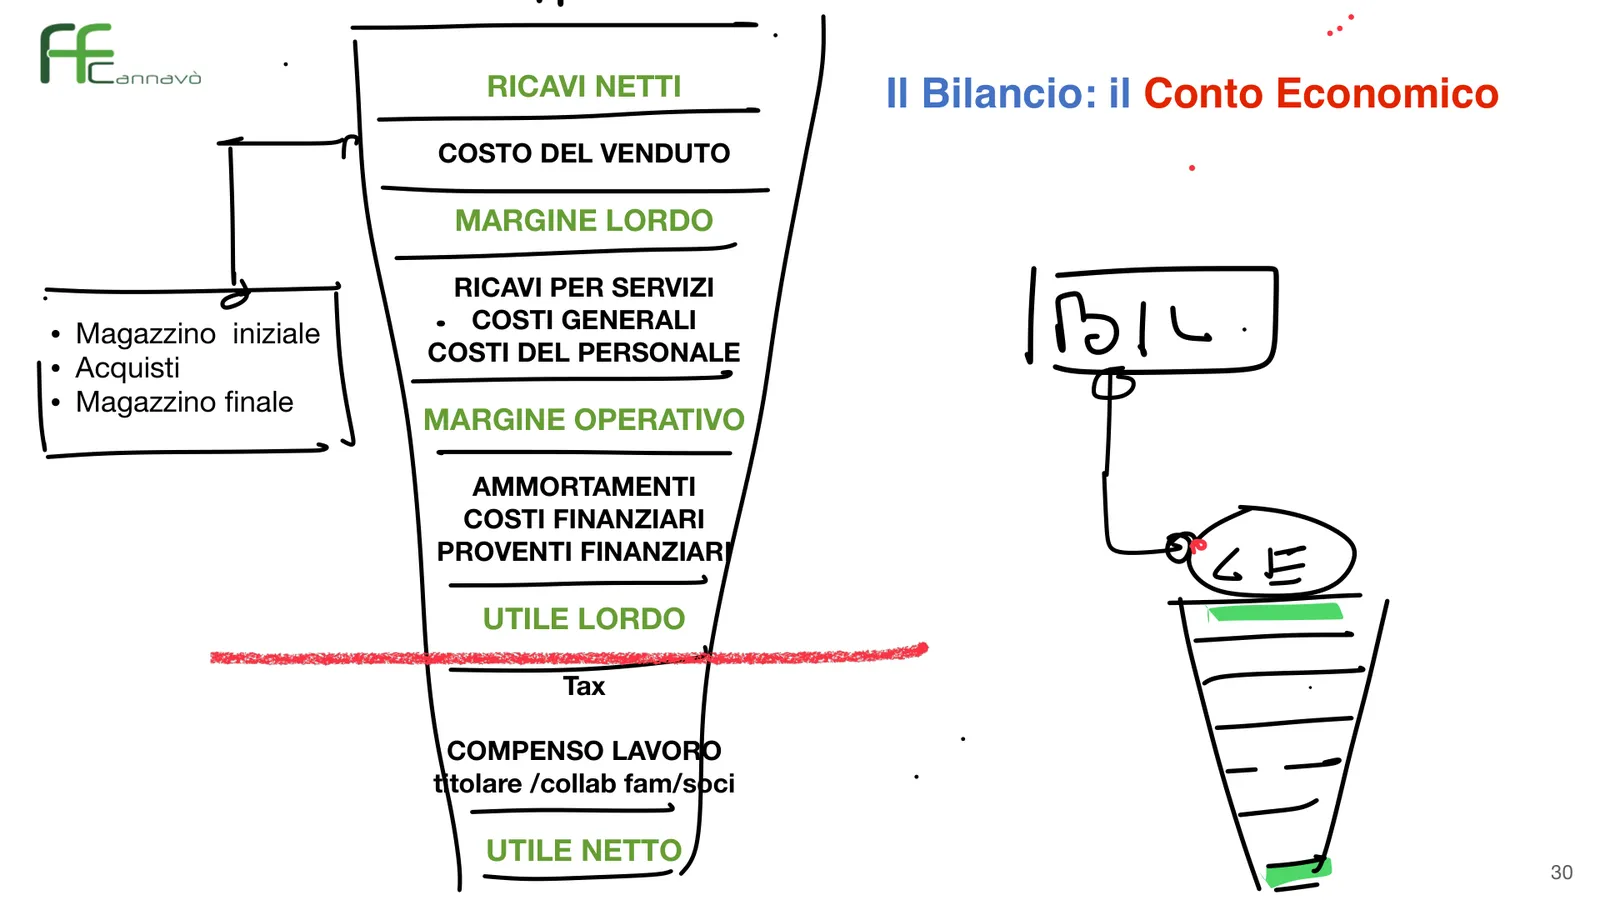 Cannavò
Il Bilancio: il Conto Economico
RICAVI NETTI
COSTO DEL VENDUTO
MARGINE LORDO
RICAVI PER SERVIZI
COSTI GENERALI
COSTI DEL PERSONALE
• Magazzino iniziale
• Acquisti
• Magazzino finale
MARGINE OPERATIVO
AMMORTAMENTI
COSTI FINANZIARI
PROVENTI FINANZIARI
UTILE LORDO
Tax
COMPENSO LAVORO
titolare /collab fam/soci
UTILE NETTO
BIL.
CE
30